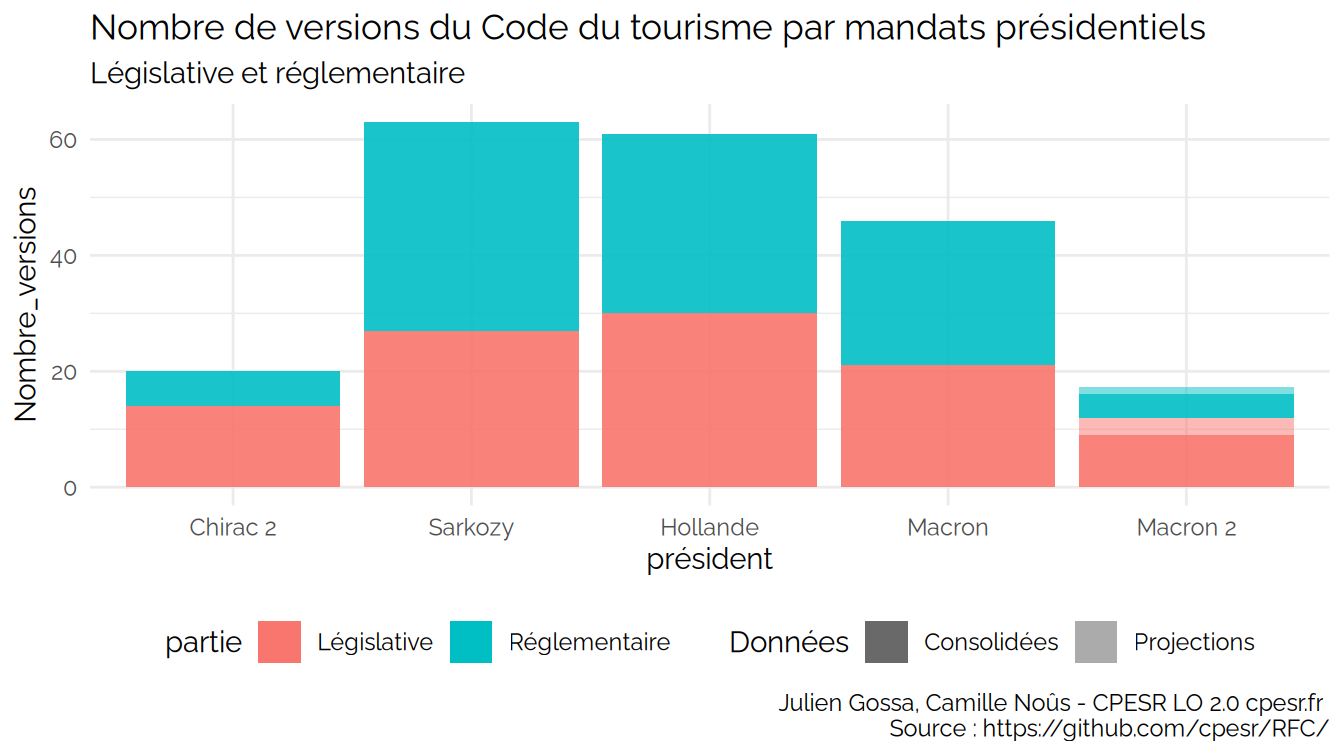 Nombre de versions du Code du tourisme par mandats présidentiels
Législative et réglementaire
Nombre_versions
60
40
20
0
Chirac 2 Sarkozy Hollande Macron Macron 2
président
partie Législative Réglementaire Données Consolidées Projections
Julien Gossa, Camille Noûs - CPESR LO 2.0 cpesr.fr
Source : https://github.com/cpesr/RFC/